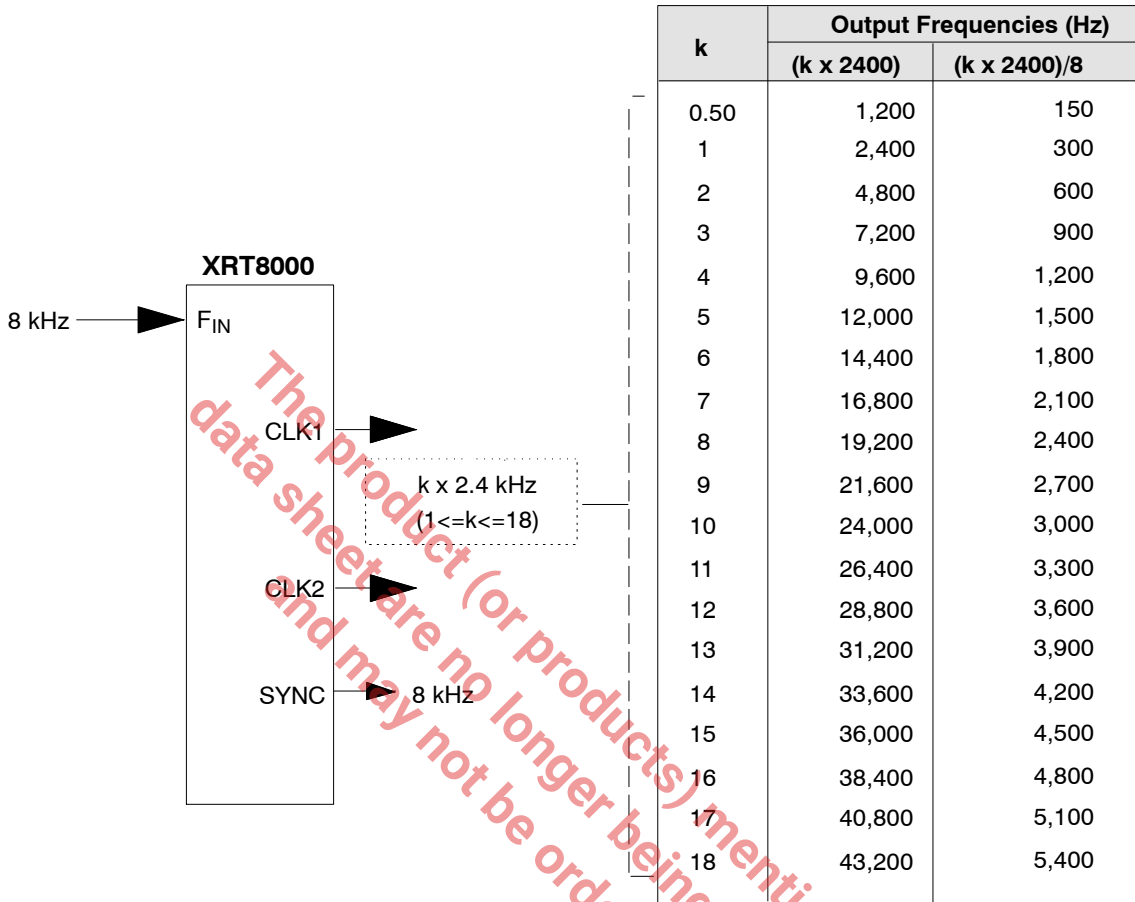 k
Output Frequencies (Hz)
(k x 2400) (k x 2400)/8
0.50 1,200 150
1 2,400 300
2 4,800 600
3 7,200 900
4 9,600 1,200
5 12,000 1,500
6 14,400 1,800
7 16,800 2,100
8 19,200 2,400
9 21,600 2,700
10 24,000 3,000
11 26,400 3,300
12 28,800 3,600
13 31,200 3,900
14 33,600 4,200
15 36,000 4,500
16 38,400 4,800
17 40,800 5,100
18 43,200 5,400
XRT8000
8 kHz
FIN
CLK1
k x 2.4 kHz
(1<=k<=18)
CLK2
SYNC
8 kHz
The product (or products) menti
data sheet are no longer being
and may not be ord